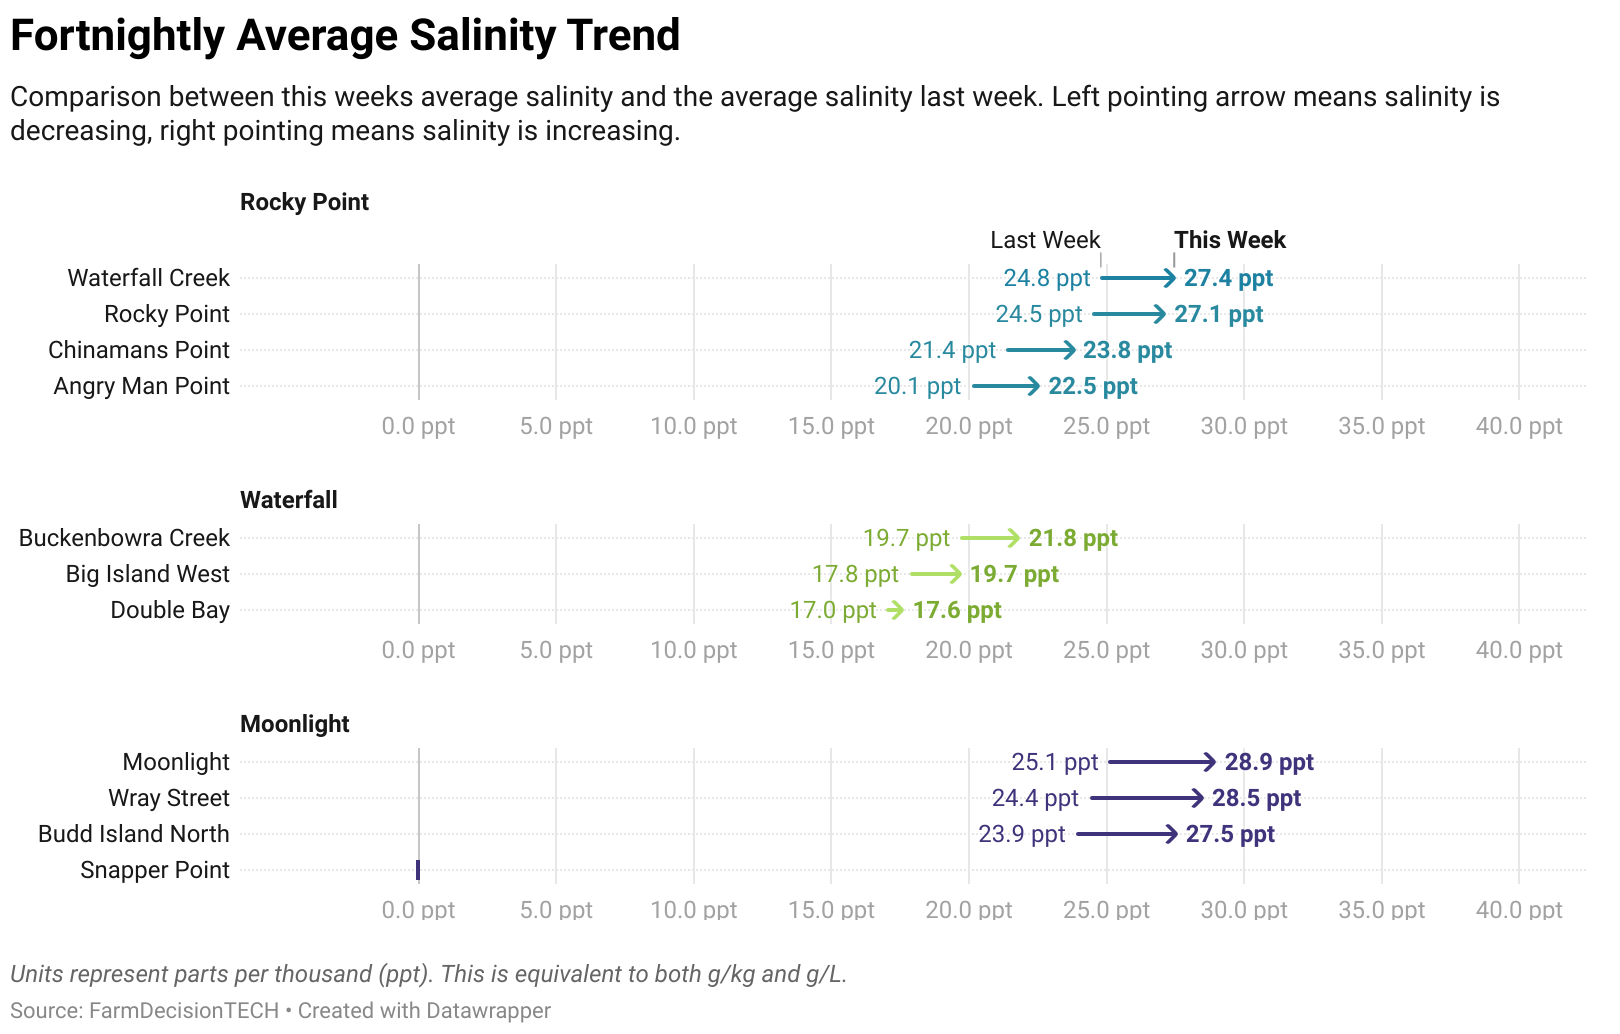 Fortnightly Average Salinity Trend
Comparison between this weeks average salinity and the average salinity last week. Left pointing arrow means salinity is
decreasing, right pointing means salinity is increasing.
Rocky Point
Last Week This Week
Waterfall Creek 24.8 ppt 27.4 ppt
Rocky Point 24.5 ppt 27.1 ppt
Chinamans Point 21.4 ppt 23.8 ppt
Angry Man Point 20.1 ppt 22.5 ppt
0.0 ppt 5.0 ppt 10.0 ppt 15.0 ppt 20.0 ppt 25.0 ppt 30.0 ppt 35.0 ppt 40.0 ppt
Waterfall
Buckenbowra Creek 19.7 ppt 21.8 ppt
Big Island West 17.8 ppt 19.7 ppt
Double Bay 17.0 ppt 17.6 ppt
0.0 ppt 5.0 ppt 10.0 ppt 15.0 ppt 20.0 ppt 25.0 ppt 30.0 ppt 35.0 ppt 40.0 ppt
Moonlight
Moonlight 25.1 ppt 28.9 ppt
Wray Street 24.4 ppt 28.5 ppt
Budd Island North 23.9 ppt 27.5 ppt
Snapper Point
0.0 ppt 5.0 ppt 10.0 ppt 15.0 ppt 20.0 ppt 25.0 ppt 30.0 ppt 35.0 ppt 40.0 ppt
Units represent parts per thousand (ppt). This is equivalent to both g/kg and g/L.
Source: FarmDecisionTECH • Created with Datawrapper